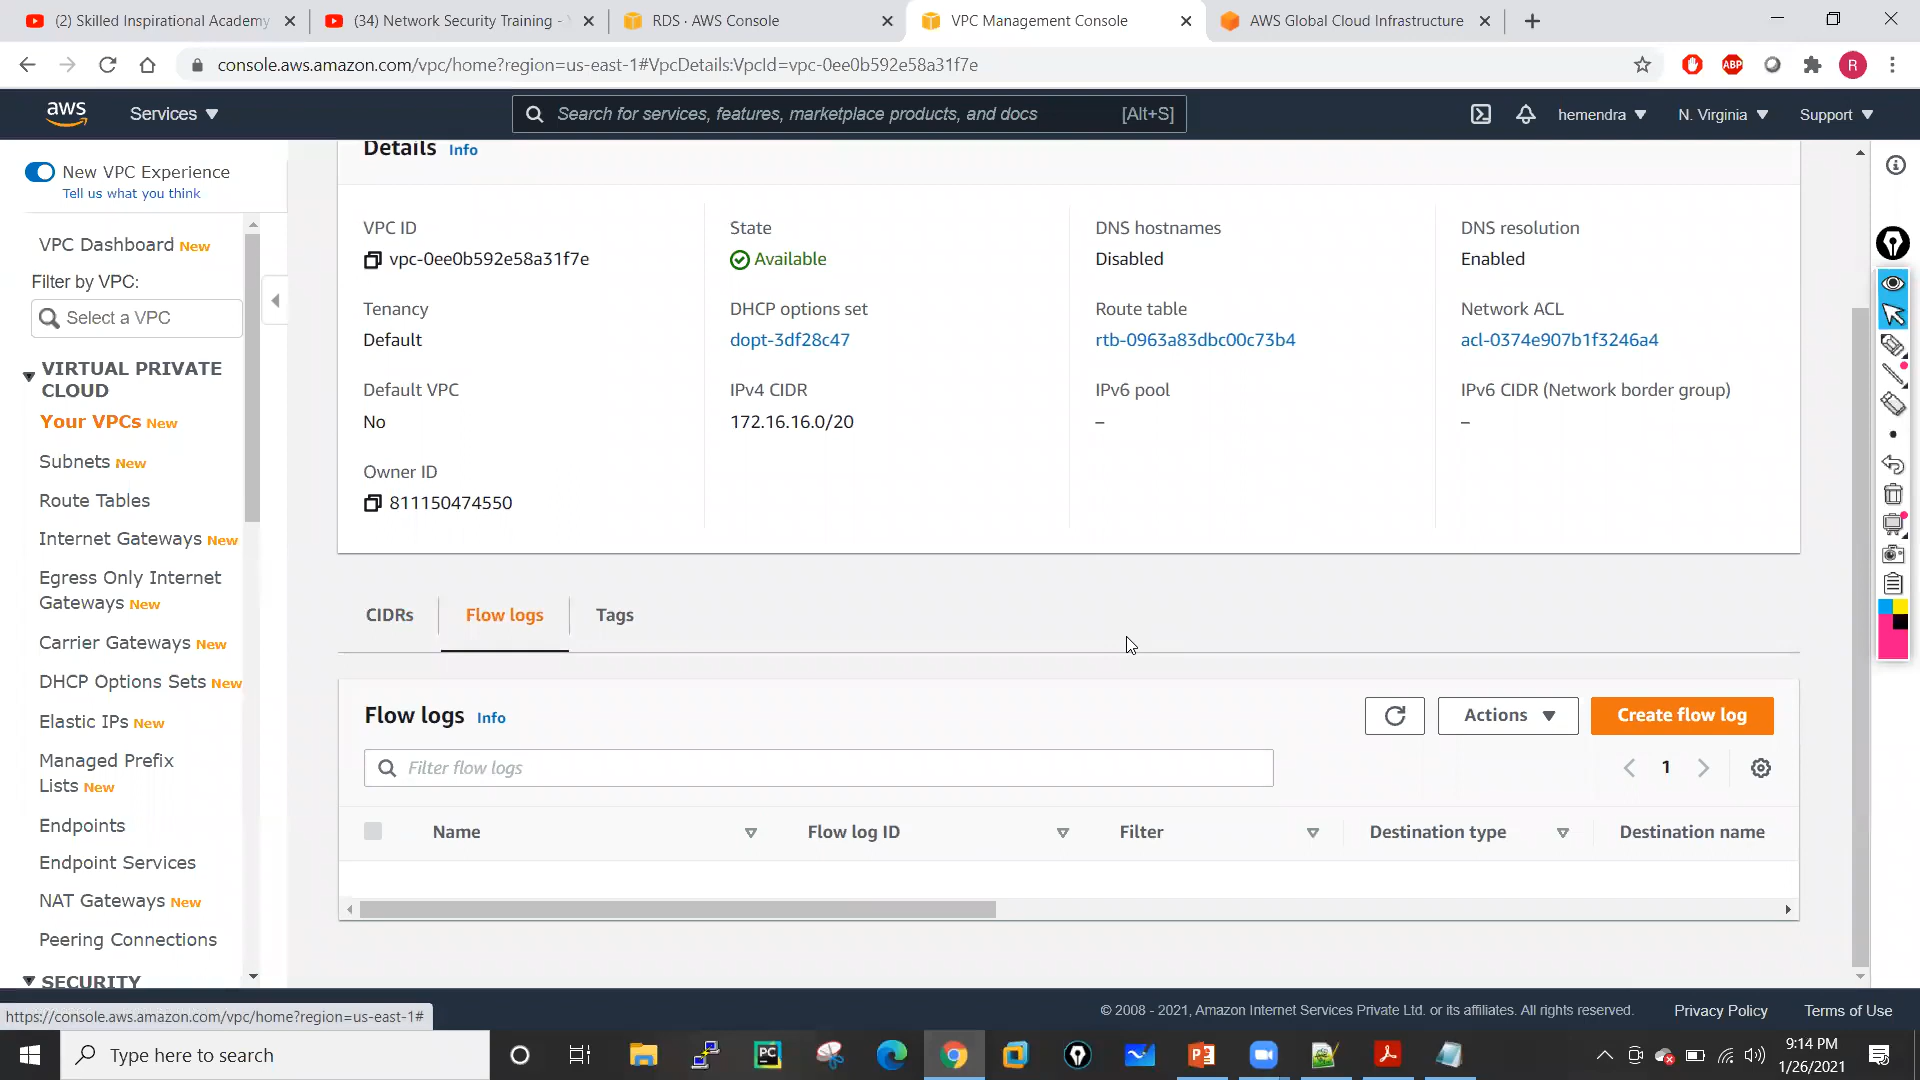 (2) Skilled Inspirational Academy
(34) Network Security Training -
RDS · AWS Console
VPC Management Console
AWS Global Cloud Infrastructure
console.aws.amazon.com/vpc/home?region=us-east-1#VpcDetails:VpcId=vpc-0ee0b592e58a31f7e
ABP
R
aws
Services
Search for services, features, marketplace products, and docs
[Alt+S]
hemendra
N. Virginia
Support
New VPC Experience
Tell us what you think
VPC Dashboard New
Filter by VPC:
Select a VPC
VIRTUAL PRIVATE
CLOUD
Your VPCs New
Subnets New
Route Tables
Internet Gateways New
Egress Only Internet
Gateways New
Carrier Gateways New
DHCP Options Sets New
Elastic IPs New
Managed Prefix
Lists New
Endpoints
Endpoint Services
NAT Gateways New
Peering Connections
SECURITY
Details Info
VPC ID
vpc-0ee0b592e58a31f7e
State
Available
DNS hostnames
Disabled
DNS resolution
Enabled
Tenancy
Default
DHCP options set
dopt-3df28c47
Route table
rtb-0963a83dbc00c73b4
Network ACL
acl-0374e907b1f3246a4
Default VPC
No
IPv4 CIDR
172.16.16.0/20
IPv6 pool
–
IPv6 CIDR (Network border group)
–
Owner ID
811150474550
CIDRs
Flow logs
Tags
Flow logs Info
Actions
Create flow log
Filter flow logs
1
Name
Flow log ID
Filter
Destination type
Destination name
https://console.aws.amazon.com/vpc/home?region=us-east-1#
© 2008 - 2021, Amazon Internet Services Private Ltd. or its affiliates. All rights reserved.
Privacy Policy
Terms of Use
Type here to search
PC
9:14 PM
1/26/2021